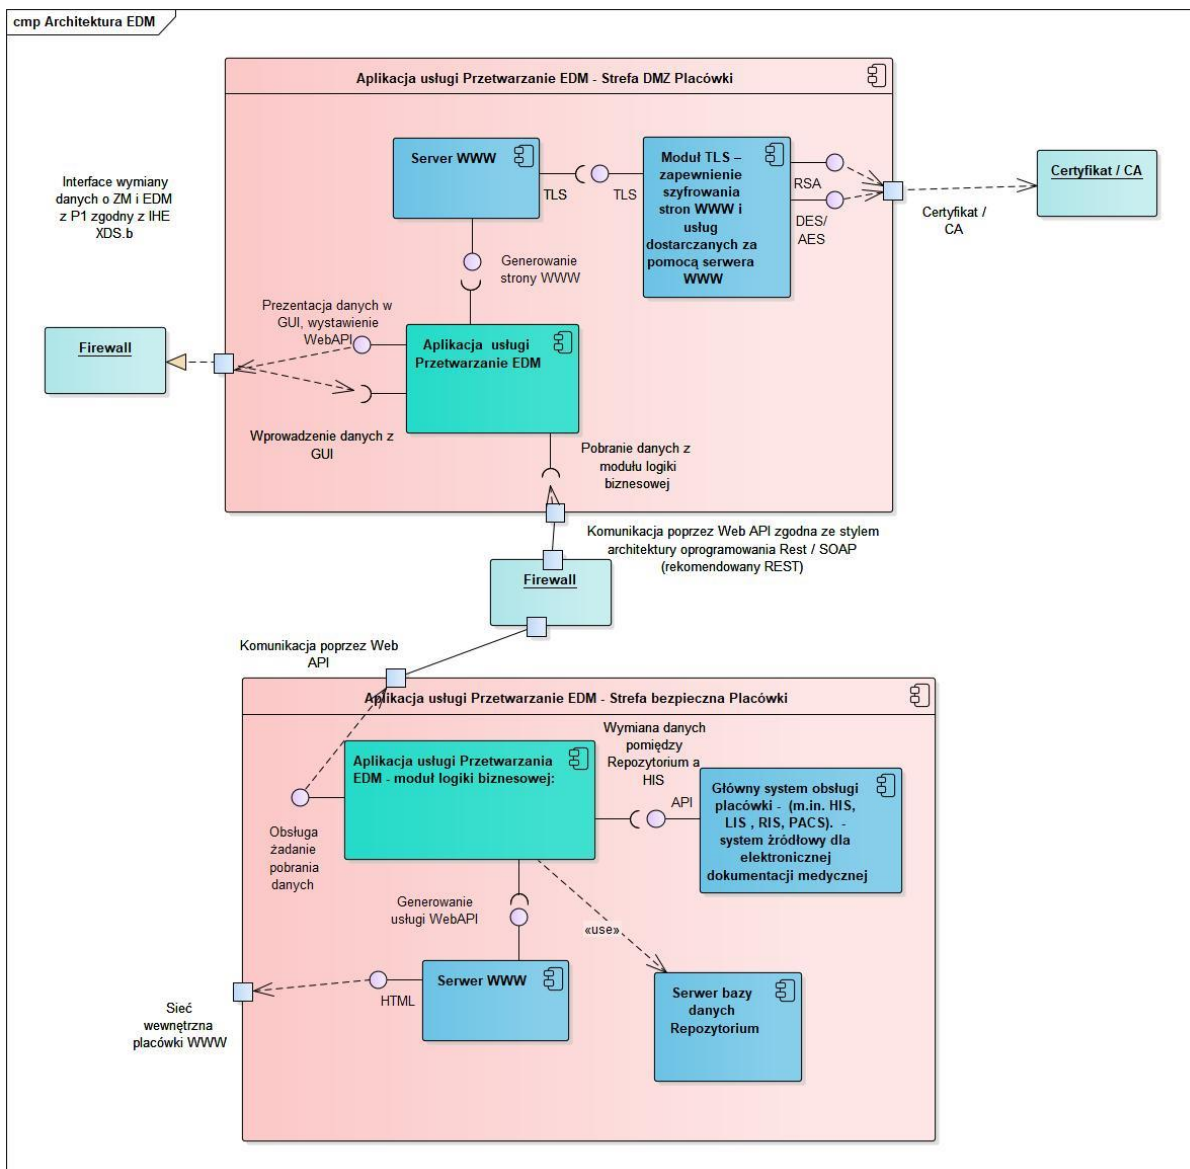 cmp Architektura EDM
Aplikacja usługi Przetwarzanie EDM - Strefa DMZ Placówki
Server WWW
TLS
TLS
Moduł TLS –
zapewnienie
szyfrowania
stron WWW i
usług
dostarczanych za
pomocą serwera
WWW
RSA
DES/
AES
Certyfikat / CA
Certyfikat /
CA
Interface wymiany
danych o ZM i EDM
z P1 zgodny z IHE
XDS.b
Generowanie
strony WWW
Prezentacja danych w
GUI, wystawienie
WebAPI
Firewall
Aplikacja usługi
Przetwarzanie EDM
Wprowadzenie danych z
GUI
Pobranie danych z
modułu logiki
biznesowej
Komunikacja poprzez Web API zgodna ze stylem
architektury oprogramowania Rest / SOAP
(rekomendowany REST)
Firewall
Komunikacja poprzez Web
API
Aplikacja usługi Przetwarzanie EDM - Strefa bezpieczna Placówki
Aplikacja usługi Przetwarzania
EDM - moduł logiki biznesowej:
Wymiana danych
pomiędzy
Repozytorium a
HIS
API
Główny system obsługi
placówki - (m.in. HIS,
LIS , RIS, PACS). -
system żródłowy dla
elektronicznej
dokumentacji medycznej
Obsługa
żadanie
pobrania
danych
Generowanie
usługi WebAPI
«use»
Serwer WWW
HTML
Sieć
wewnętrzna
placówki WWW
Serwer bazy
danych
Repozytorium